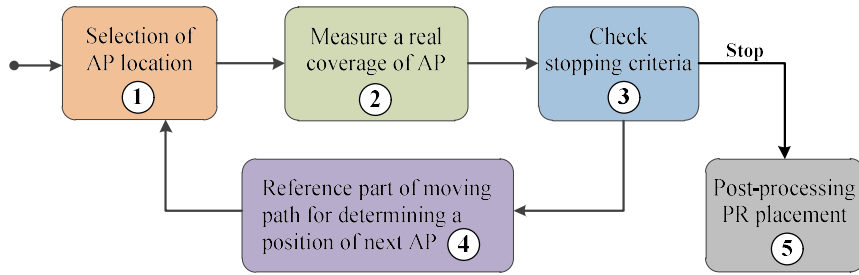 Selection of
AP location
1
Measure a real
coverage of AP
2
Check
stopping criteria
3
Stop
Reference part of moving
path for determining a
position of next AP 4
Post-processing
PR placement
5